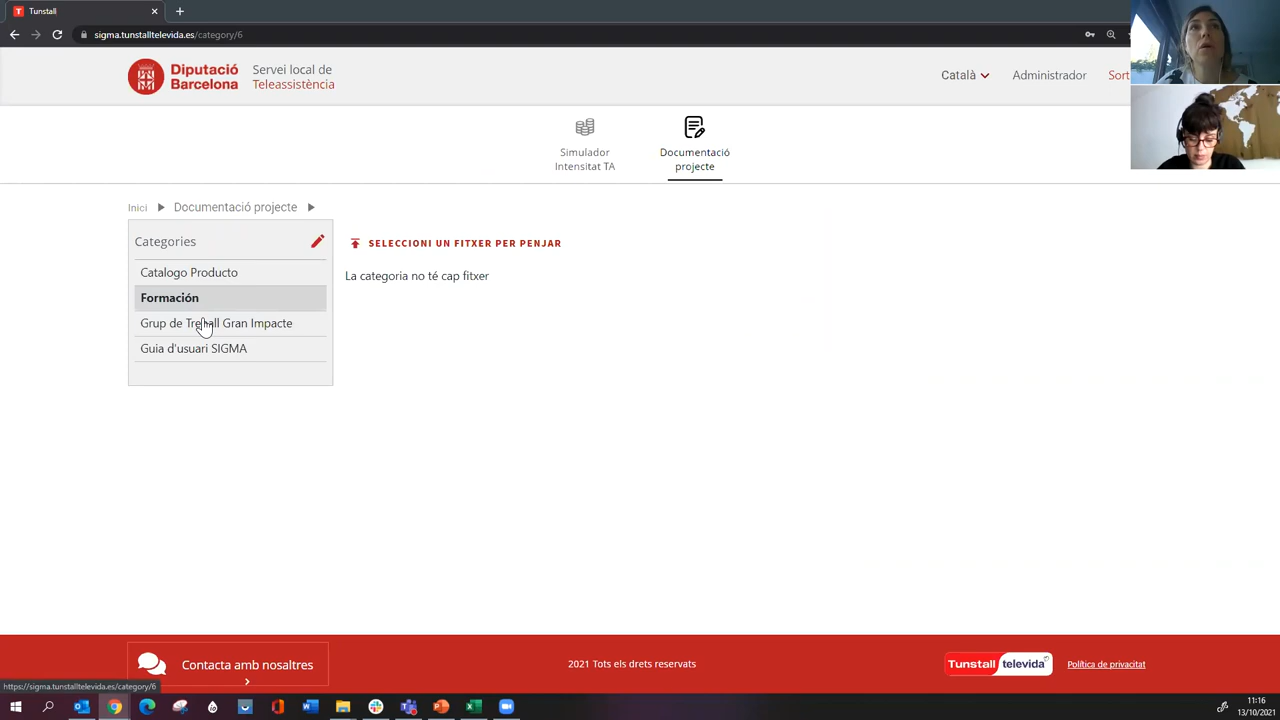 Tunstall
sigma.tunstalltelevida.es/category/6
Diputació
Barcelona
Servei local de
Teleassistència
Català
Administrador
Sort
Simulador
Intensitat TA
Documentació
projecte
Inici
Documentació projecte
Categories
SELECCIONI UN FITXER PER PENJAR
Catalogo Producto
La categoria no té cap fitxer
Formación
Grup de Treball Gran Impacte
Guia d'usuari SIGMA
Contacta amb nosaltres
2021 Tots els drets reservats
Tunstall televida
Política de privacitat
https://sigma.tunstalltelevida.es/category/6
11:16
13/10/2021